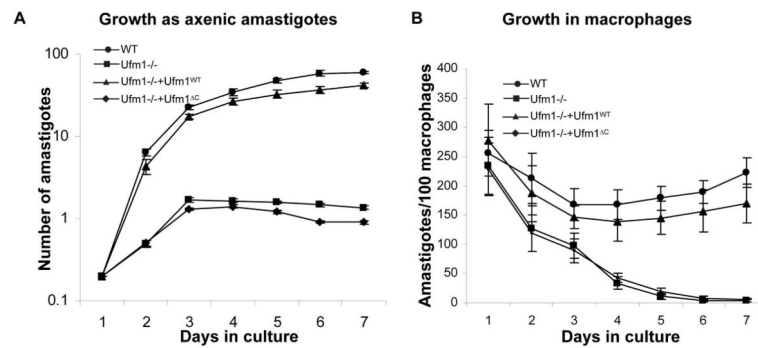 A
Growth as axenic amastigotes
WT
Ufm1-/-
Ufm1-/-+Ufm1WT
Ufm1-/-+Ufm1ΔC
Number of amastigotes
100
10
1
0.1
1 2 3 4 5 6 7
Days in culture
B
Growth in macrophages
WT
Ufm1-/-
Ufm1-/-+Ufm1WT
Ufm1-/-+Ufm1ΔC
Amastigotes/100 macrophages
400
350
300
250
200
150
100
50
0
1 2 3 4 5 6 7
Days in culture